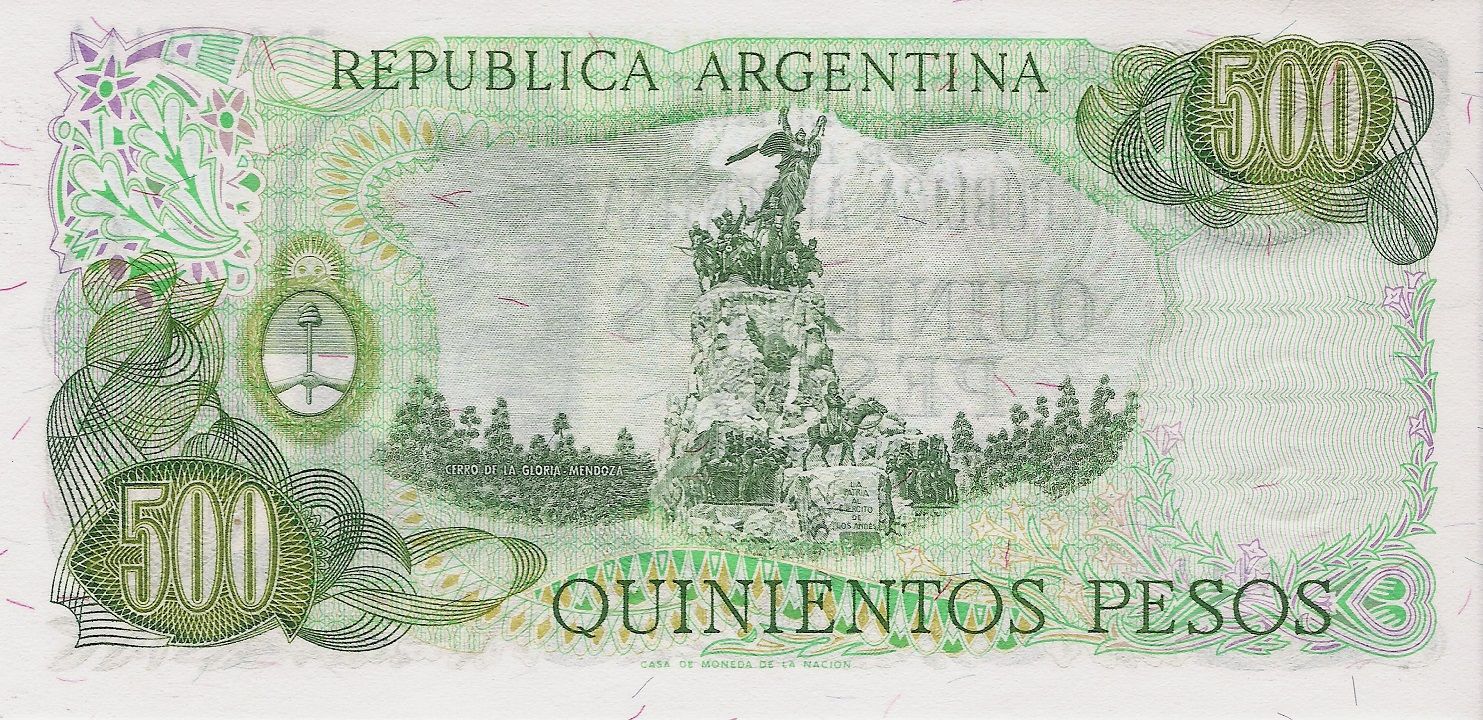 REPUBLICA ARGENTINA
500
CERRO DE LA GLORIA - MENDOZA
LA
PATRIA
AL
EJERCITO
DE
LOS ANDES
500
QUINIENTOS PESOS
CASA DE MONEDA DE LA NACION